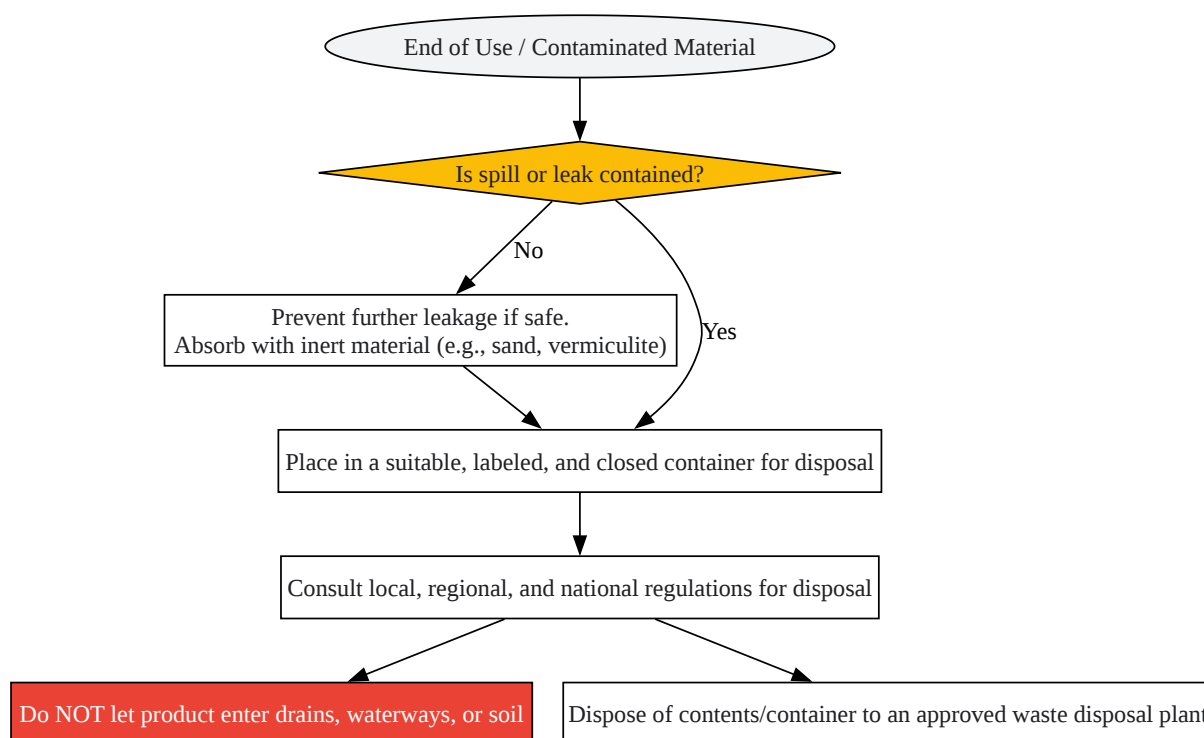 End of Use / Contaminated Material
Is spill or leak contained?
No
Prevent further leakage if safe.
Absorb with inert material (e.g., sand, vermiculite)
Yes
Place in a suitable, labeled, and closed container for disposal
Consult local, regional, and national regulations for disposal
Do NOT let product enter drains, waterways, or soil
Dispose of contents/container to an approved waste disposal plant